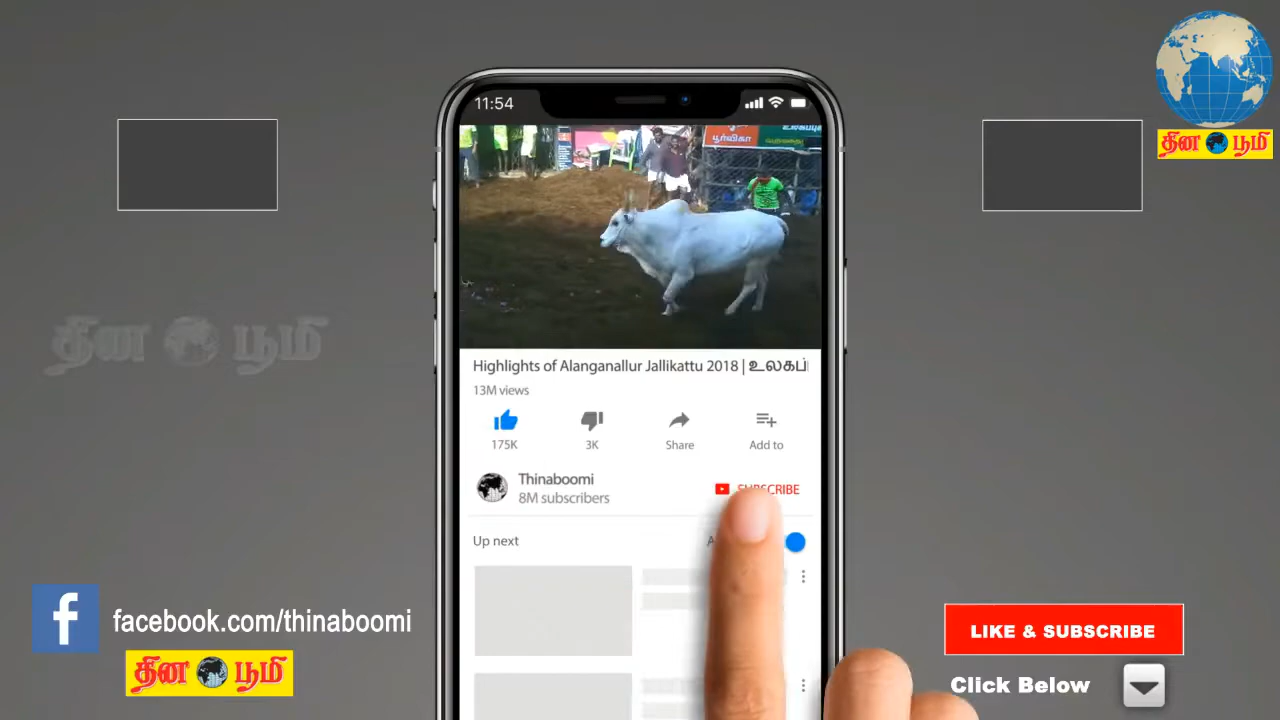 தின பூமி
11:54
பூர்விகா
Highlights of Alanganallur Jallikattu 2018 | உலகப்
13M views
175K
3K
Share
Add to
Thinaboomi
8M subscribers
SUBSCRIBE
தின பூமி
Up next
facebook.com/thinaboomi
தின பூமி
LIKE & SUBSCRIBE
Click Below